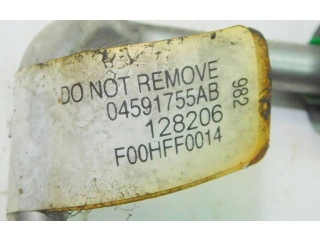 DO NOT REMOVE
04591755AB
128206
F00HFF0014
982